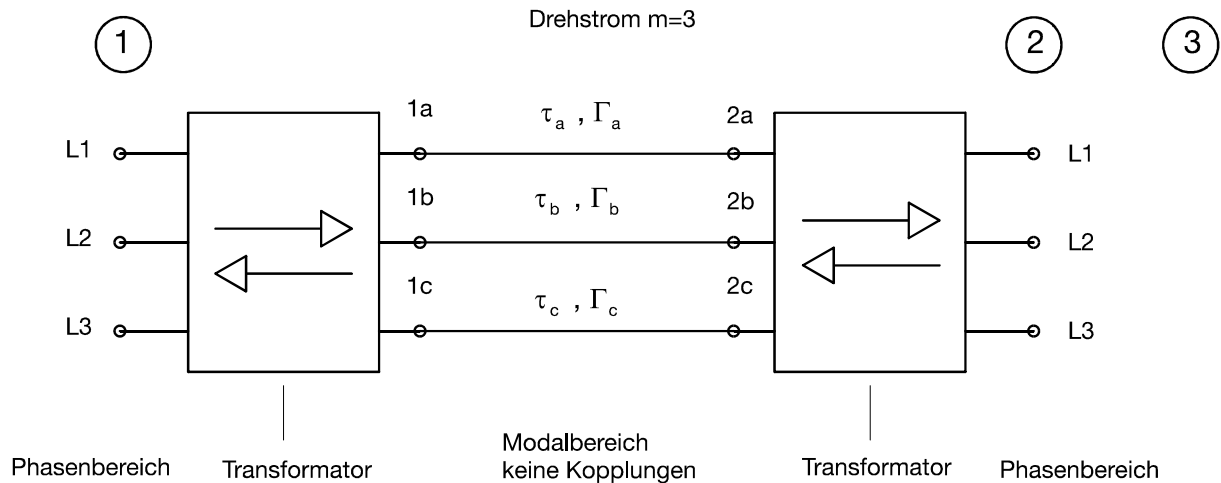 Drehstrom m=3
1
2
3
1a
τa , Γa
2a
L1
L1
1b
τb , Γb
2b
L2
L2
1c
τc , Γc
2c
L3
L3
Modalbereich
keine Kopplungen
Phasenbereich
Transformator
Transformator
Phasenbereich